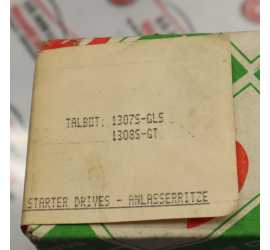 TALBOT: 1307S-GLS
1308S-GT
STARTER DRIVES - ANLASSERRITZE